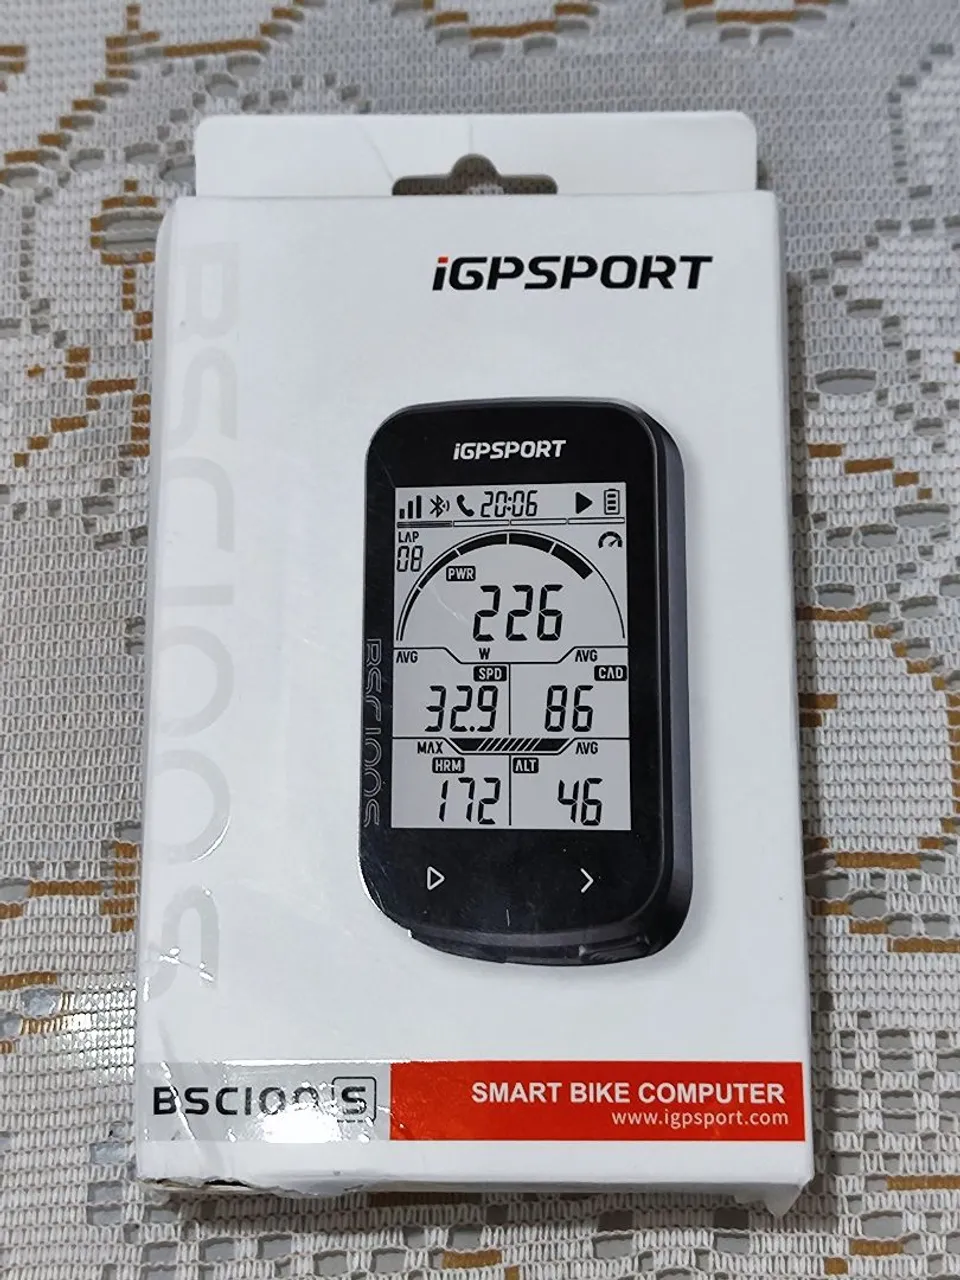 iGPSPORT
BSC100S
iGPSPORT
20:06
LAP
08
PWR
226
AVG W AVG
SPD CAD
32.9 86
MAX AVG
HRM ALT
172 46
BSC100S
BSC100S
SMART BIKE COMPUTER
www.igpsport.com